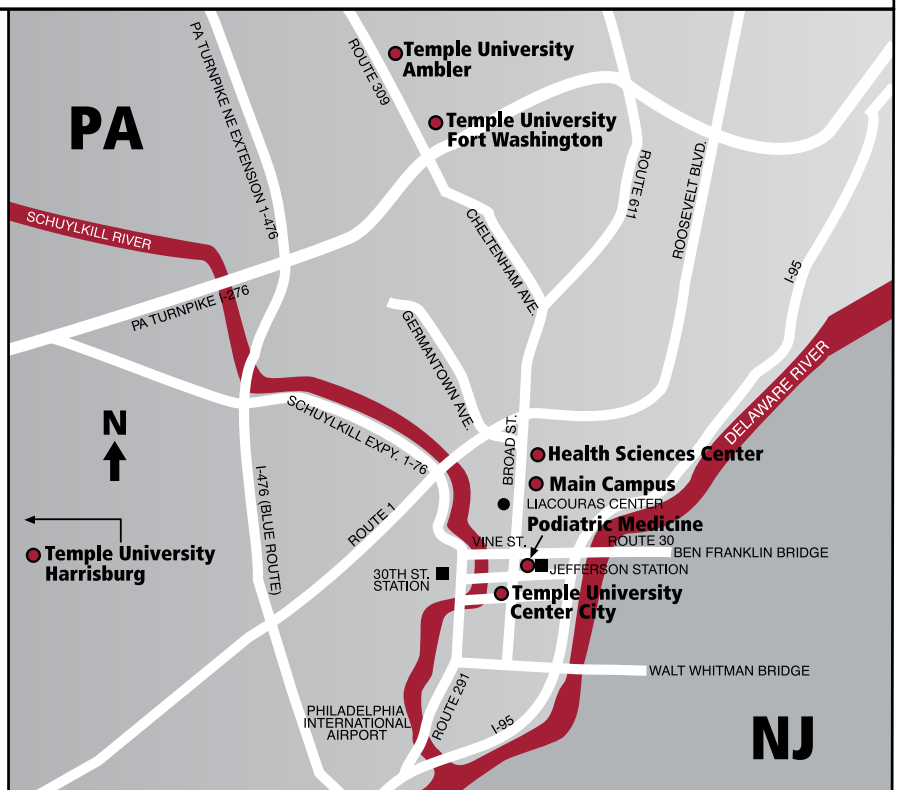 PA TURNPIKE NE EXTENSION 1-476
ROUTE 309
Temple University
Ambler
PA
Temple University
Fort Washington
ROUTE 611
ROOSEVELT BLVD.
SCHUYLKILL RIVER
CHELTENHAM AVE.
I-95
PA TURNPIKE I-276
GERMANTOWN AVE.
DELAWARE RIVER
N
SCHUYLKILL EXPY. 1-76
BROAD ST.
Health Sciences Center
Main Campus
LIACOURAS CENTER
I-476 (BLUE ROUTE)
ROUTE 1
Podiatric Medicine
VINE ST.
ROUTE 30
BEN FRANKLIN BRIDGE
Temple University
Harrisburg
30TH ST.
STATION
JEFFERSON STATION
Temple University
Center City
WALT WHITMAN BRIDGE
PHILADELPHIA
INTERNATIONAL
AIRPORT
ROUTE 291
I-95
NJ